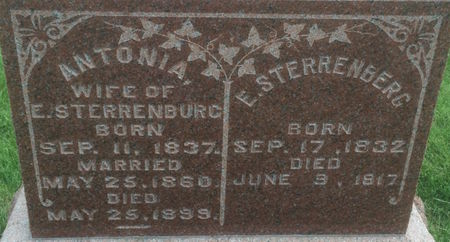 ANTONIA,
WIFE OF
E. STERRENBURG
BORN
SEP. 11, 1837.
MARRIED
MAY 25, 1860.
DIED
MAY 25, 1899.
E. STERRENBERG
BORN
SEP. 17, 1832
DIED
JUNE 9, 1917.